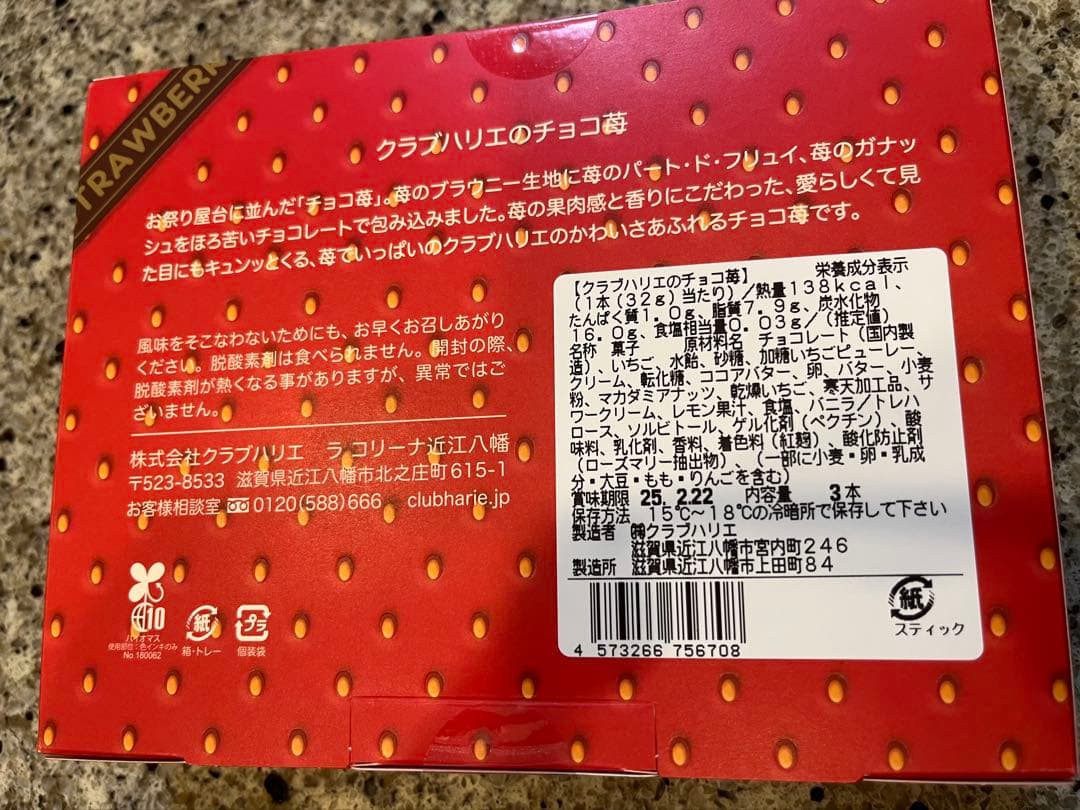 TRAWBERR
クラブハリエのチョコ苺
お祭り屋台に並んだ「チョコ苺」。苺のブラウニー生地に苺のパート・ド・フリュイ、苺のガナッ
シュをほろ苦いチョコレートで包み込みました。苺の果肉感と香りにこだわった、愛らしくて見
た目にもキュンッとくる、苺でいっぱいのクラブハリエのかわいさあふれるチョコ苺です。
風味をそこなわないためにも、お早くお召しあがり
ください。脱酸素剤は食べられません。開封の際、
脱酸素剤が熱くなる事がありますが、異常ではご
ざいません。
株式会社クラブハリエ ラ コリーナ近江八幡
〒523-8533 滋賀県近江八幡市北之庄町615-1
お客様相談室 0120(588)666 clubharie.jp
バイオマス
使用部位:色インキのみ
No.180062
紙
箱・トレー
プラ
個装袋
【クラブハリエのチョコ苺】 栄養成分表示
(1本(32g)当たり)/熱量138kcal、
たんぱく質1.0g、脂質7.9g、炭水化物
16.0g、食塩相当量0.03g/(推定値)
名称 菓子 原材料名 チョコレート(国内製
造)、いちご、水飴、砂糖、加糖いちごピューレー、
クリーム、転化糖、ココアバター、卵、バター、小麦
粉、マカダミアナッツ、乾燥いちご、寒天加工品、サ
ワークリーム、レモン果汁、食塩、バニラ/トレハ
ロース、ソルビトール、ゲル化剤(ペクチン)、酸
味料、乳化剤、香料、着色料(紅麹)、酸化防止剤
(ローズマリー抽出物)、(一部に小麦・卵・乳成
分・大豆・もも・りんごを含む)
賞味期限 25.2.22 内容量 3本
保存方法 15℃~18℃の冷暗所で保存して下さい
製造者 ㈱クラブハリエ
滋賀県近江八幡市宮内町246
製造所 滋賀県近江八幡市上田町84
紙
スティック
4 573266 756708